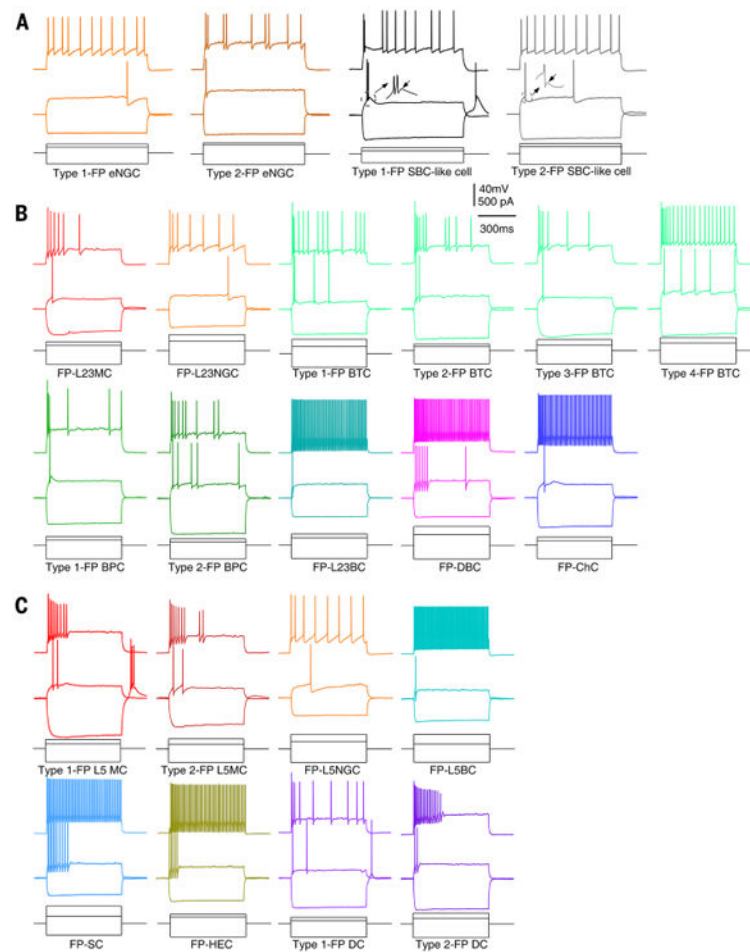 A
Type 1-FP eNGC
Type 2-FP eNGC
Type 1-FP SBC-like cell
Type 2-FP SBC-like cell
40mV
500 pA
300ms
B
FP-L23MC
FP-L23NGC
Type 1-FP BTC
Type 2-FP BTC
Type 3-FP BTC
Type 4-FP BTC
Type 1-FP BPC
Type 2-FP BPC
FP-L23BC
FP-DBC
FP-ChC
C
Type 1-FP L5 MC
Type 2-FP L5MC
FP-L5NGC
FP-L5BC
FP-SC
FP-HEC
Type 1-FP DC
Type 2-FP DC